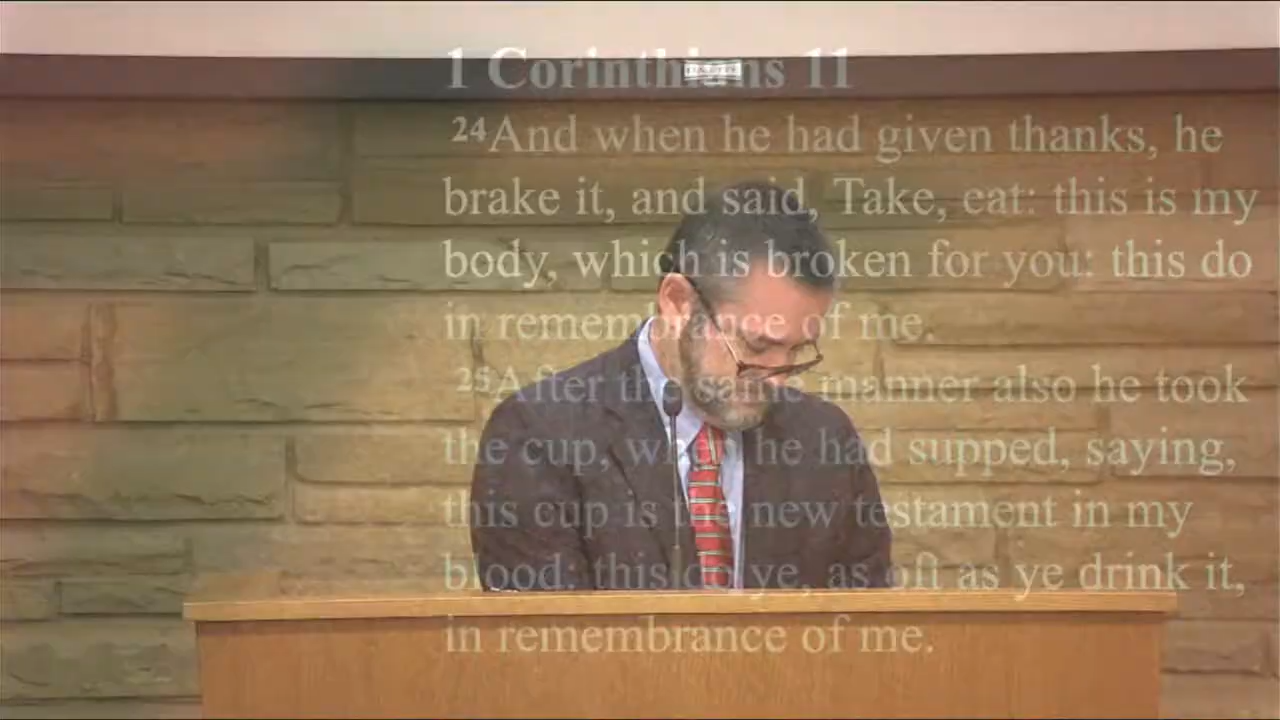 1 Corinthians 11
24And when he had given thanks, he
brake it, and said, Take, eat: this is my
body, which is broken for you: this do
in remembrance of me.
25After the same manner also he took
the cup, when he had supped, saying,
this cup is the new testament in my
blood: this do ye, as oft as ye drink it,
in remembrance of me.